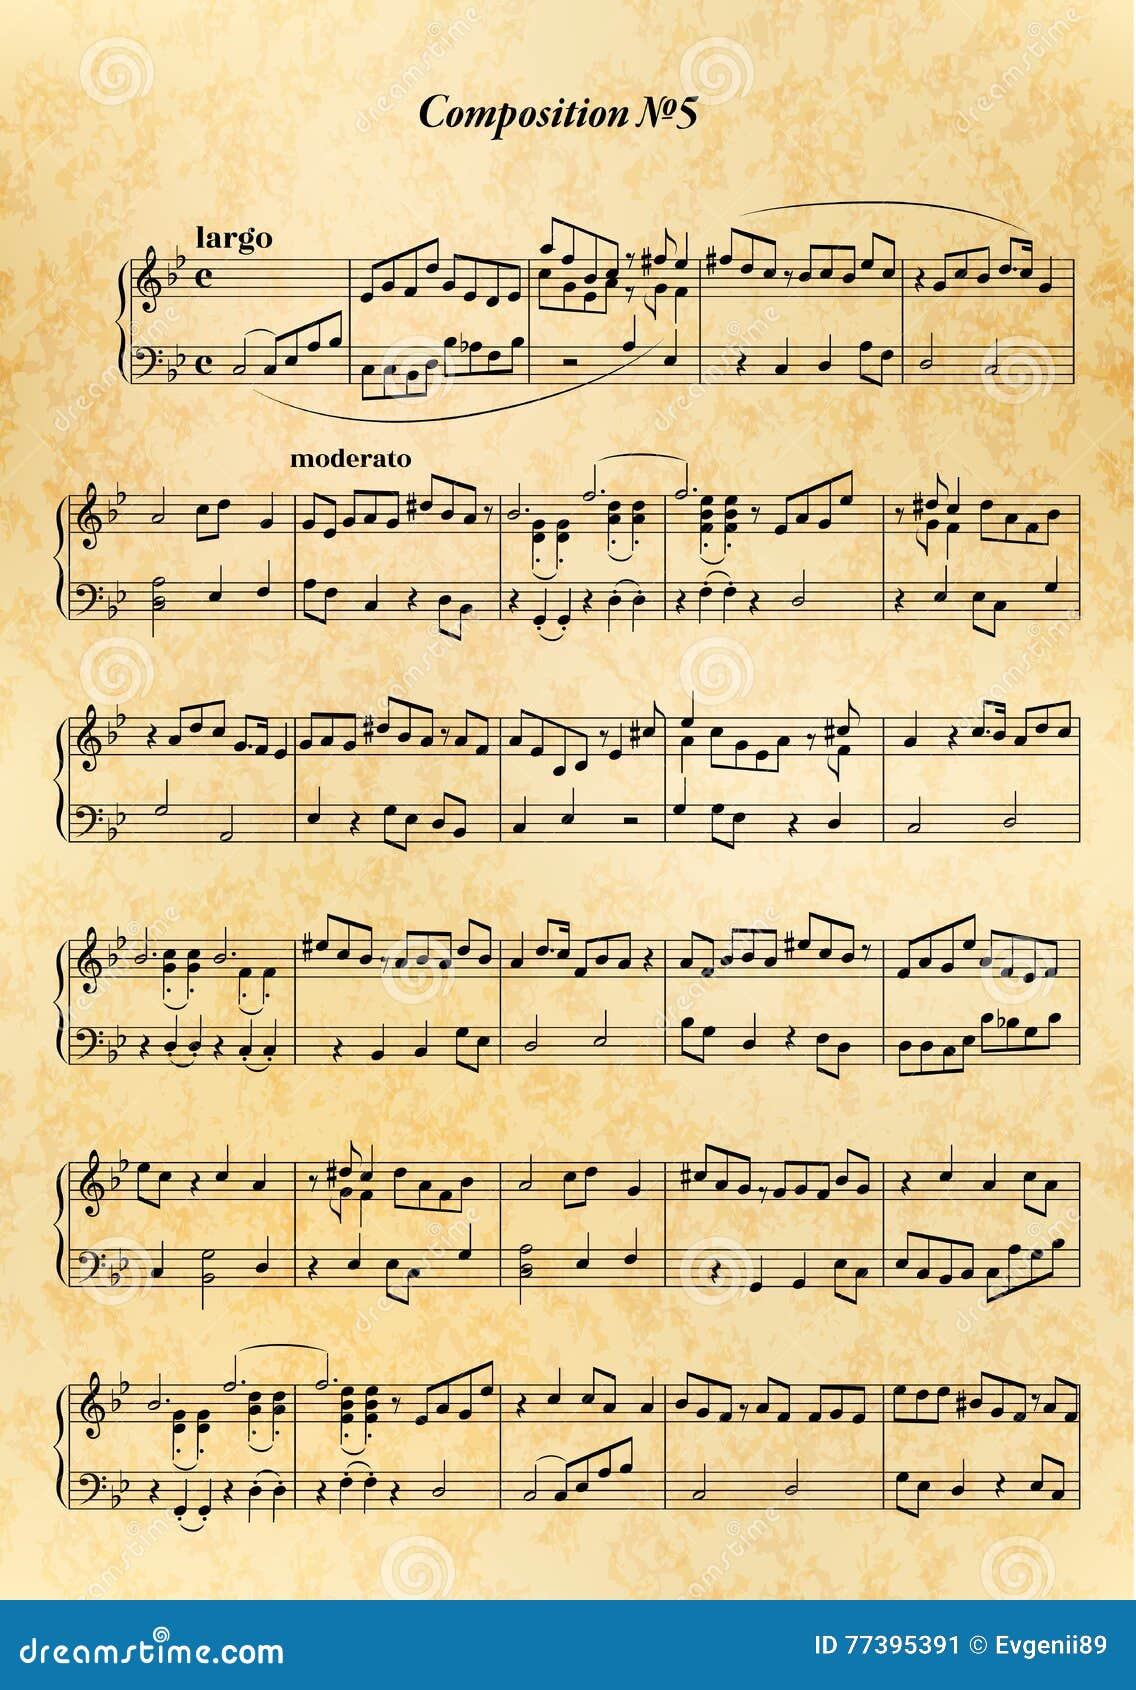 Composition №5
largo
moderato
dreamstime.com
ID 77395391 © Evgenii89